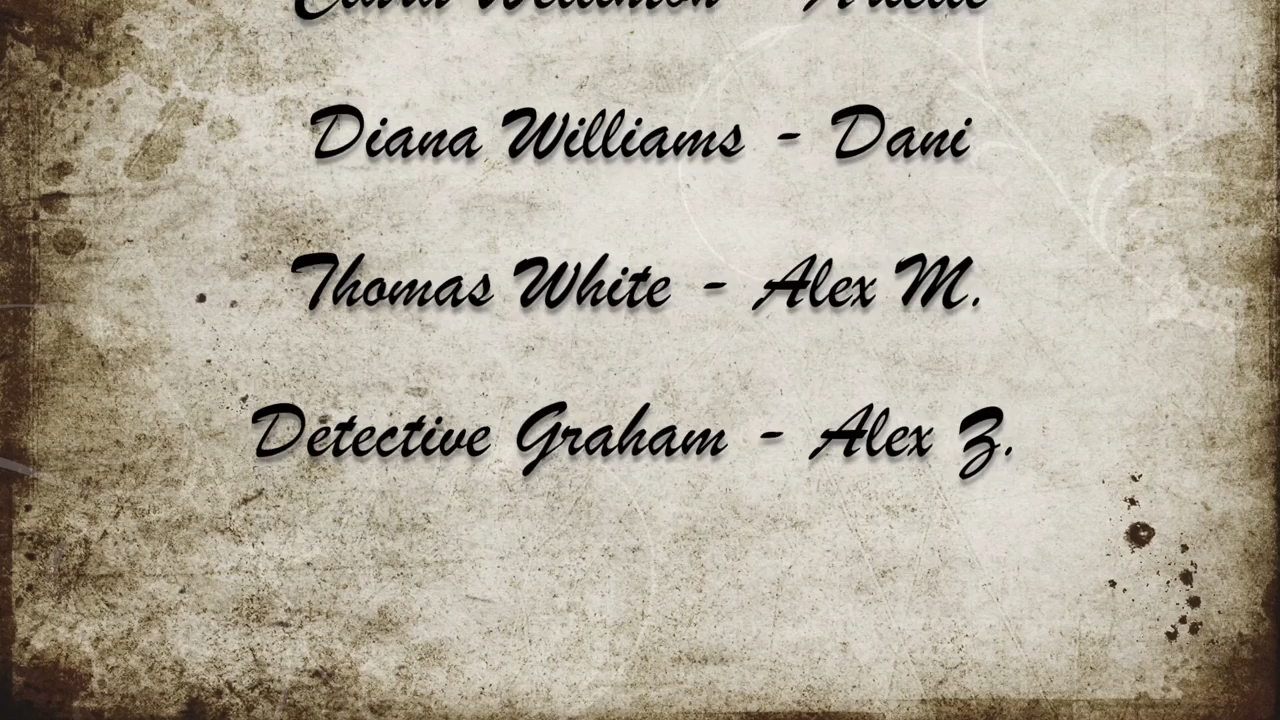 Diana Williams - Dani
Thomas White - Alex M.
Detective Graham - Alex Z.